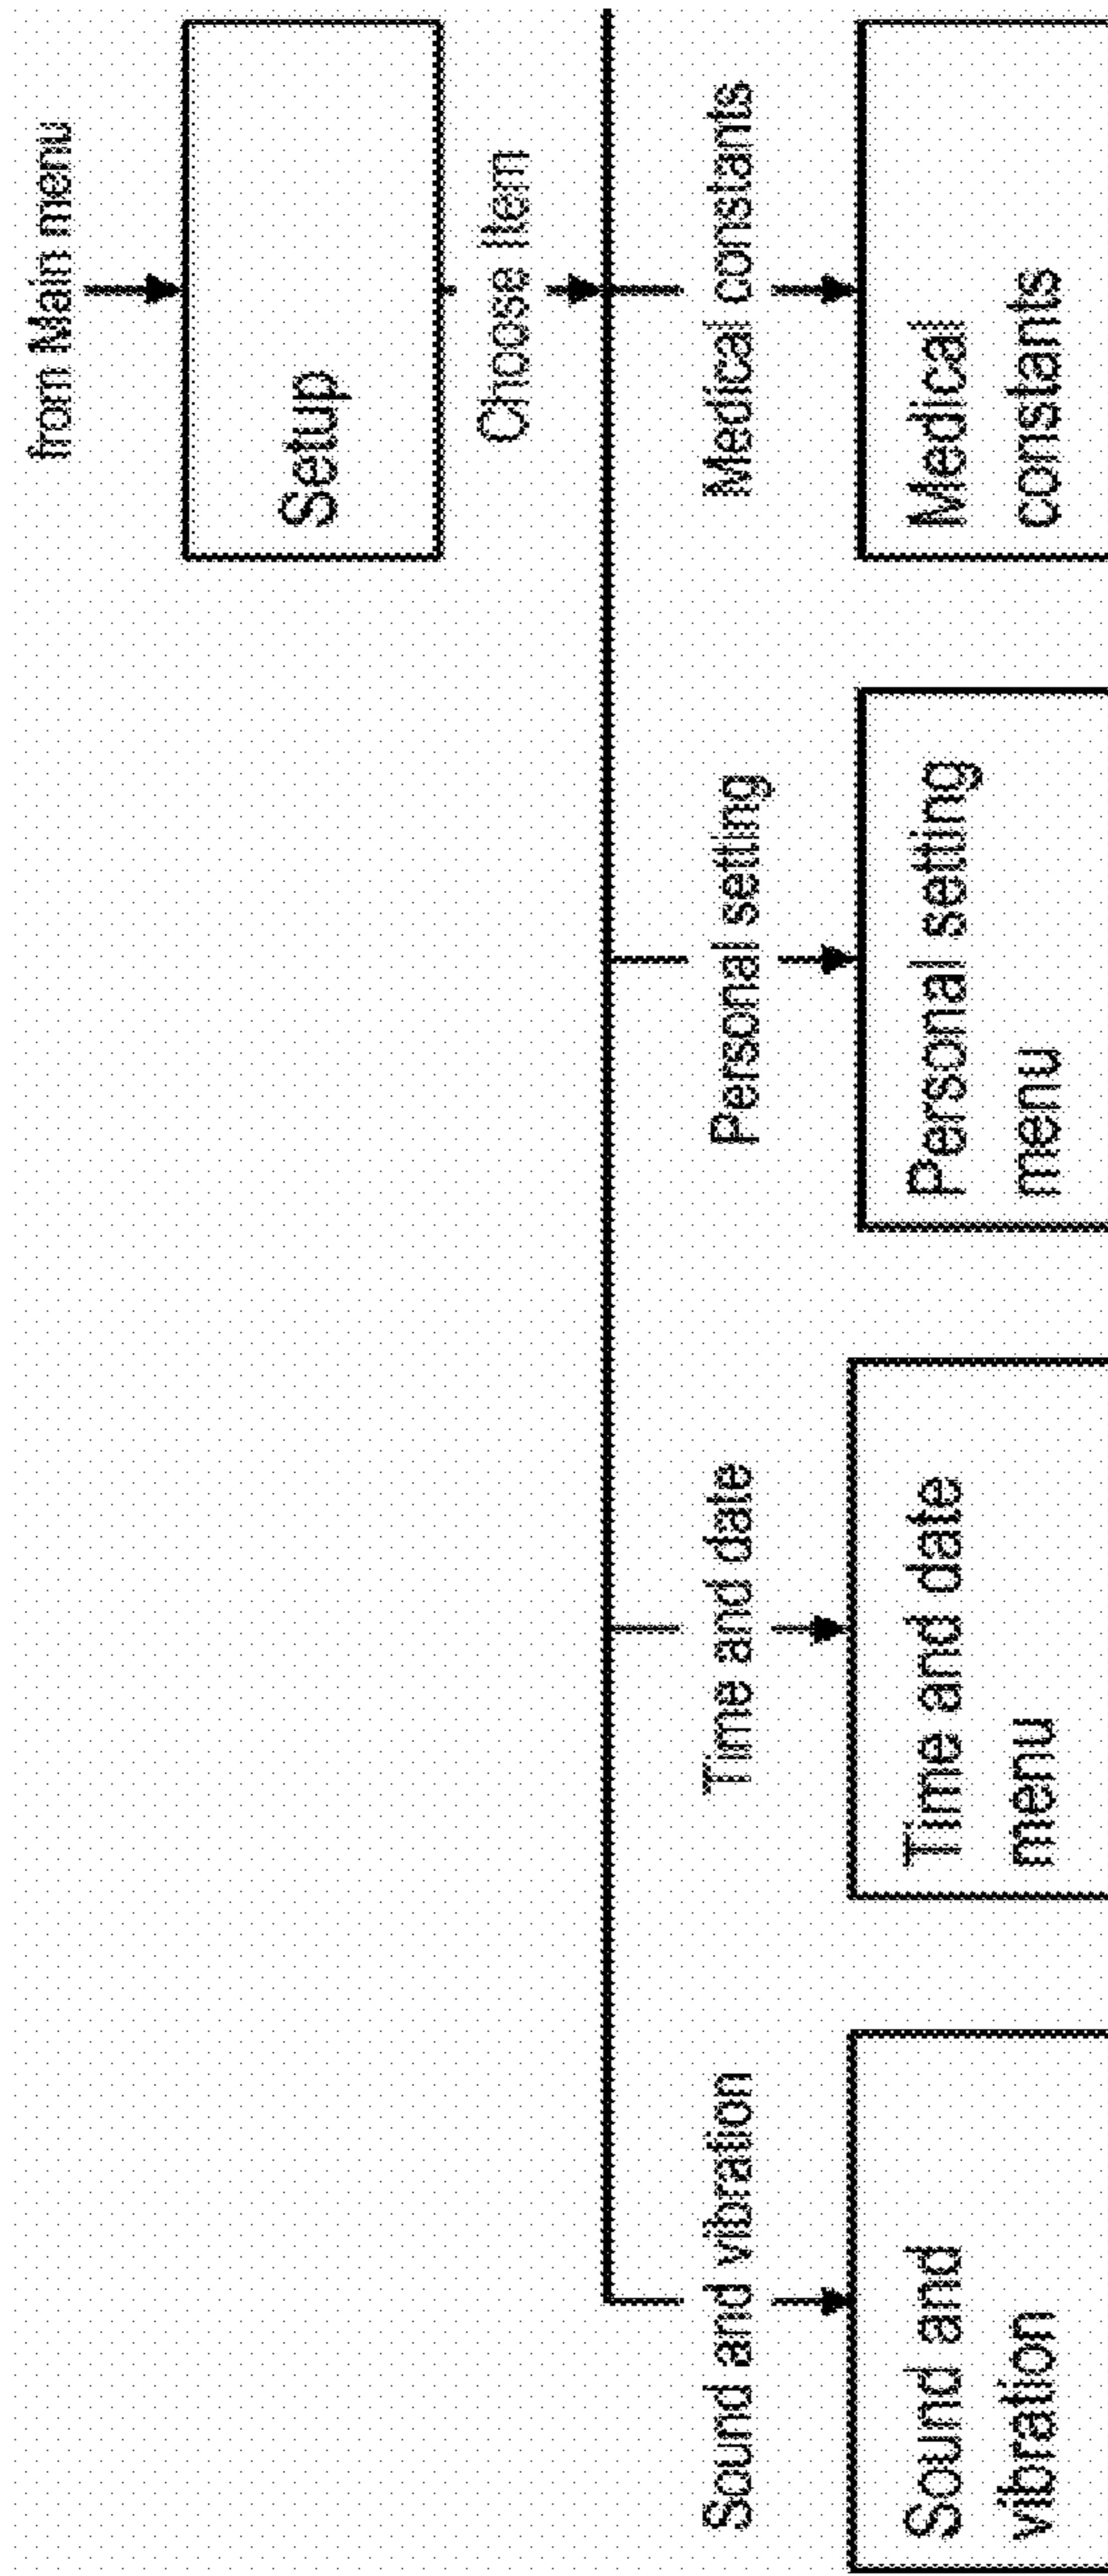 from Main menu
Setup
Choose Item
Sound and vibration
Time and date
Personal setting
Medical constants
Sound and
vibration
Time and date
menu
Personal setting
menu
Medical
constants